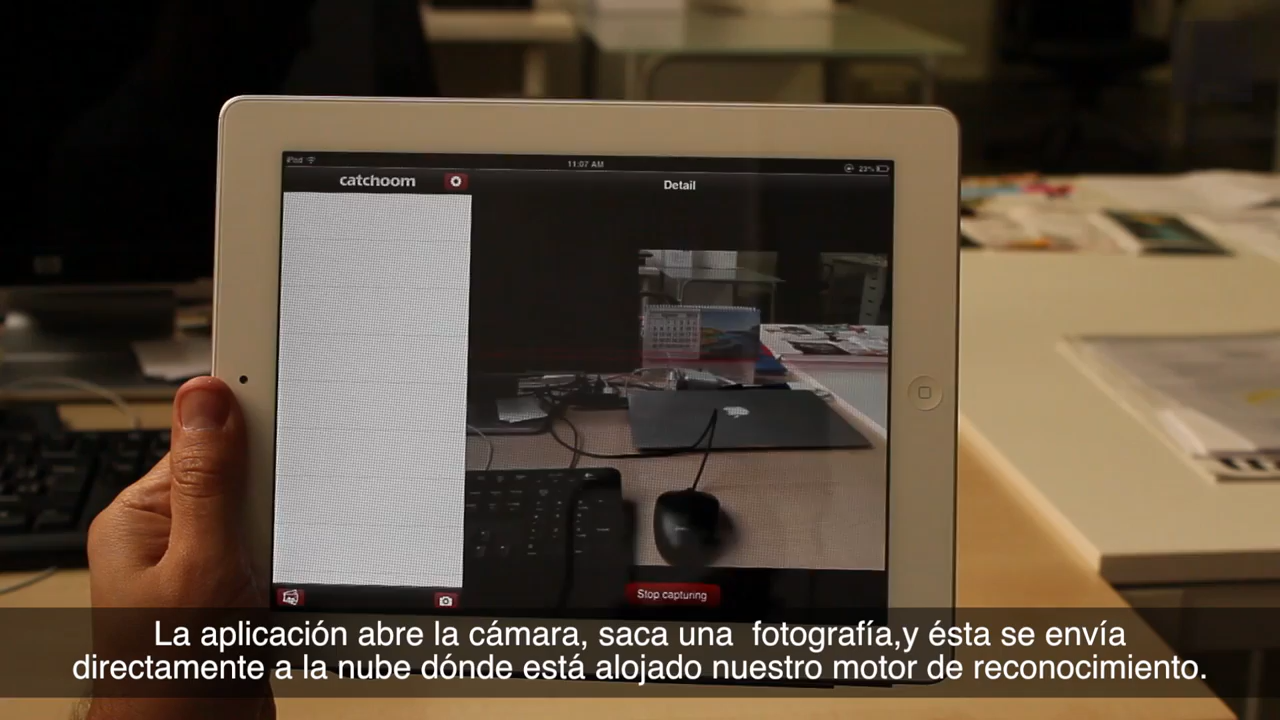 iPod
11:07 AM
23%
catchoom
Detail
Stop capturing
La aplicación abre la cámara, saca una  fotografía,y ésta se envía
directamente a la nube dónde está alojado nuestro motor de reconocimiento.